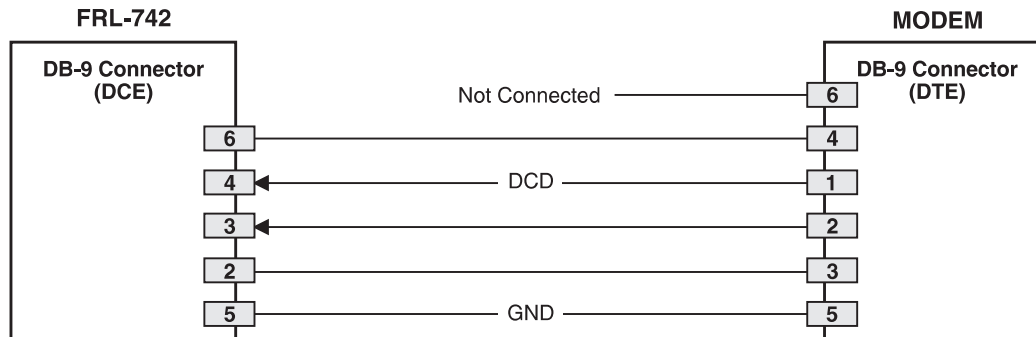 FRL-742 MODEM
DB-9 Connector DB-9 Connector
(DCE) (DTE)
Not Connected 6
6 4
4 DCD 1
3 2
2 3
5 GND 5